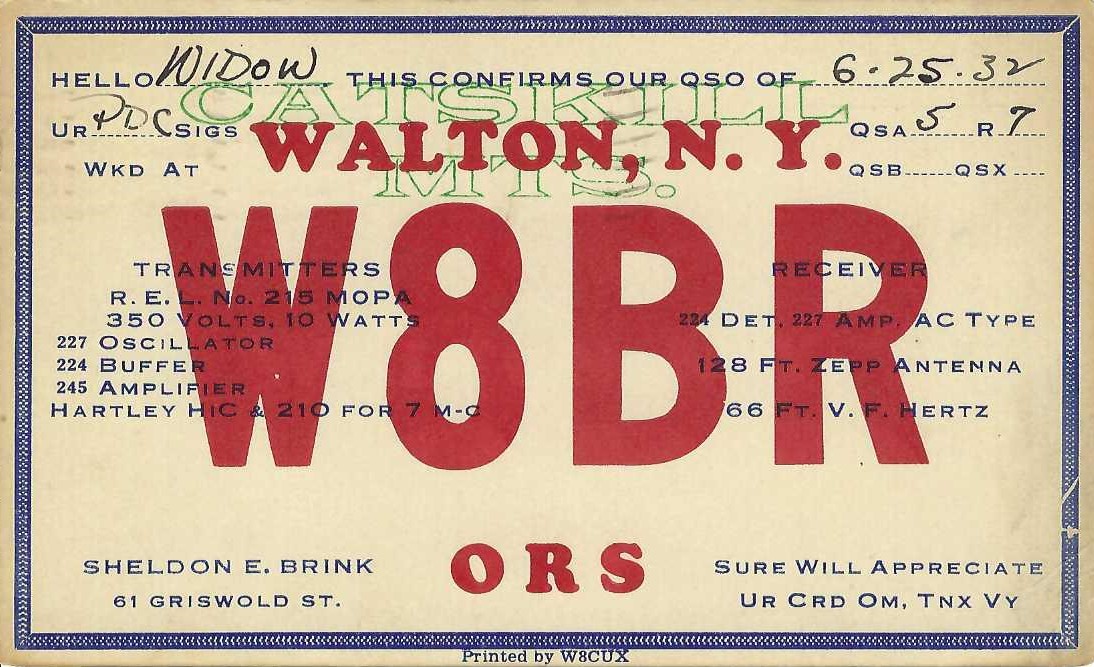 HELLO WIDOW THIS CONFIRMS OUR QSO OF 6-25-32
CATSKILL
UR PDC SIGS WALTON, N. Y. QSA 5 R 7
WKD AT QSB......QSX ....
MTS.
W8BR
TRANSMITTERS
R. E. L. No. 215 MOPA
350 VOLTS, 10 WATTS
227 OSCILLATOR
224 BUFFER
245 AMPLIFIER
HARTLEY HIC & 210 FOR 7 M-C
RECEIVER
224 DET. 227 AMP. AC TYPE
128 FT. ZEPP ANTENNA
66 FT. V. F. HERTZ
ORS
SHELDON E. BRINK
61 GRISWOLD ST.
SURE WILL APPRECIATE
UR CRD OM, TNX VY
Printed by W8CUX